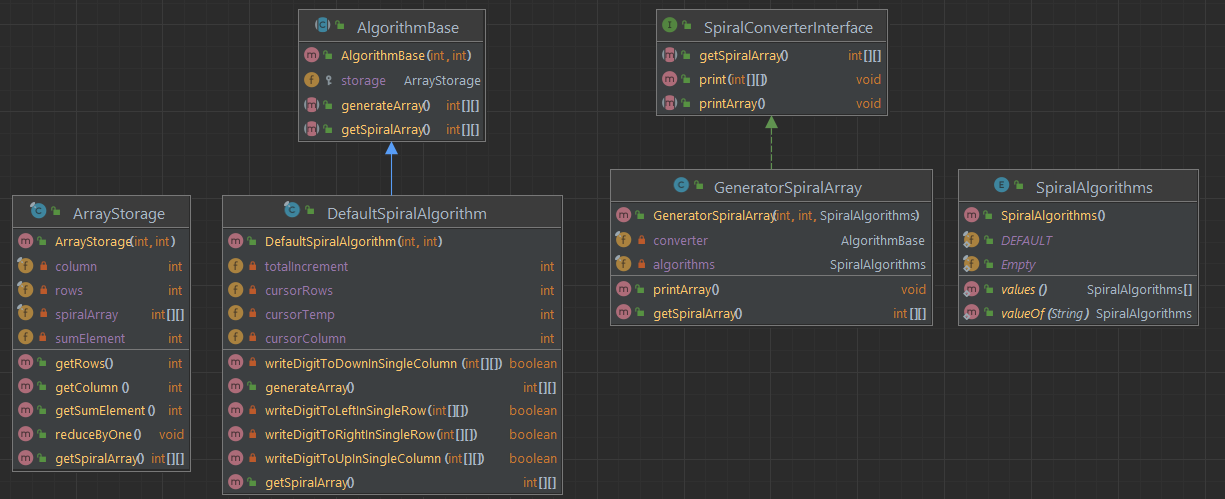 AlgorithmBase
AlgorithmBase(int, int)
storage ArrayStorage
generateArray() int[][]
getSpiralArray() int[][]
SpiralConverterInterface
getSpiralArray() int[][]
print(int[][]) void
printArray() void
ArrayStorage
ArrayStorage(int, int)
column int
rows int
spiralArray int[][]
sumElement int
getRows() int
getColumn () int
getSumElement () int
reduceByOne() void
getSpiralArray() int[][]
DefaultSpiralAlgorithm
DefaultSpiralAlgorithm(int, int)
totalIncrement int
cursorRows int
cursorTemp int
cursorColumn int
writeDigitToDownInSingleColumn (int[][]) boolean
generateArray() int[][]
writeDigitToLeftInSingleRow(int[][]) boolean
writeDigitToRightInSingleRow(int[][]) boolean
writeDigitToUpInSingleColumn (int[][]) boolean
getSpiralArray() int[][]
GeneratorSpiralArray
GeneratorSpiralArray(int, int, SpiralAlgorithms)
converter AlgorithmBase
algorithms SpiralAlgorithms
printArray() void
getSpiralArray() int[][]
SpiralAlgorithms
SpiralAlgorithms()
DEFAULT
Empty
values () SpiralAlgorithms[]
valueOf (String) SpiralAlgorithms